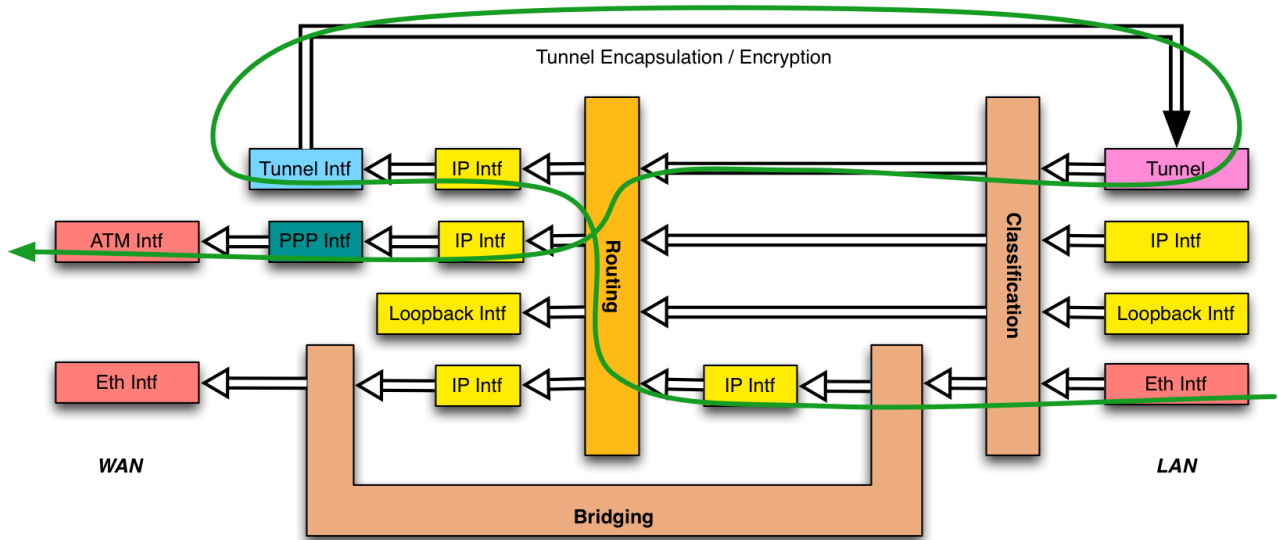 Tunnel Encapsulation / Encryption
Tunnel Intf
IP Intf
Tunnel
ATM Intf
PPP Intf
IP Intf
IP Intf
Routing
Classification
Loopback Intf
Loopback Intf
Eth Intf
IP Intf
IP Intf
Eth Intf
WAN
LAN
Bridging